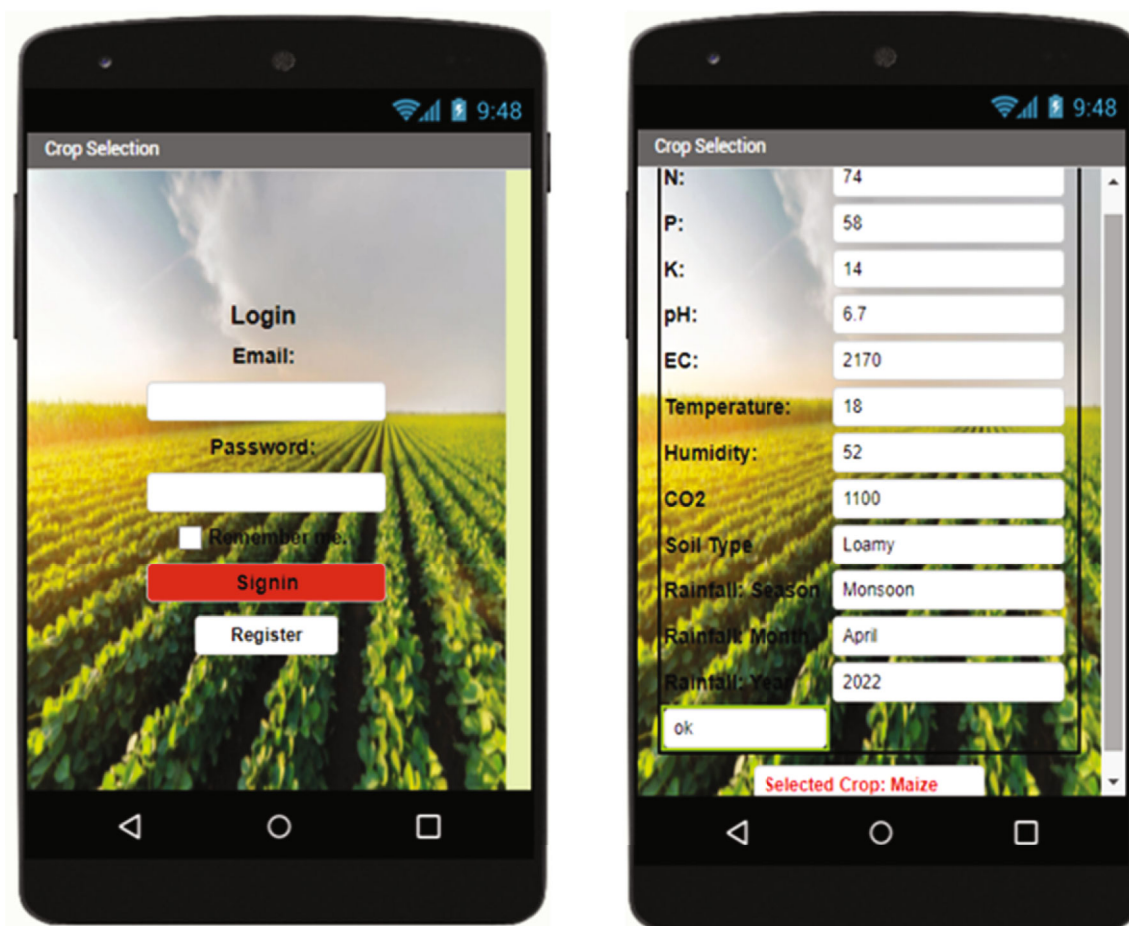 9:48
Crop Selection
Login
Email:
Password:
Remember me.
Signin
Register
9:48
Crop Selection
N: 74
P: 58
K: 14
pH: 6.7
EC: 2170
Temperature: 18
Humidity: 52
CO2 1100
Soil Type Loamy
Rainfall: Season Monsoon
Rainfall: Month April
Rainfall: Year 2022
ok
Selected Crop: Maize